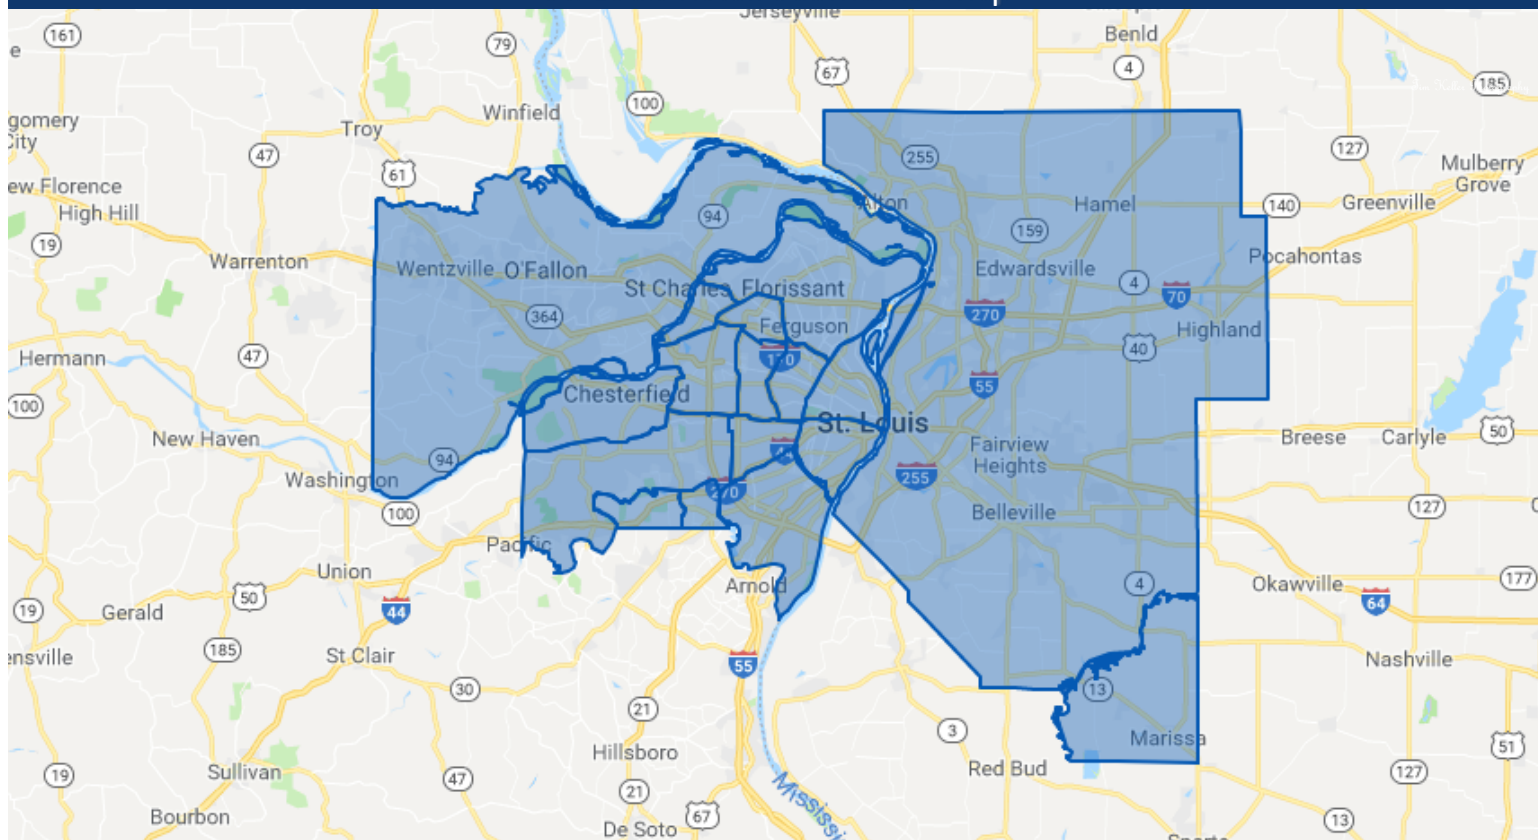 Jerseyville
161
79
Benld
67
4
185
100
Winfield
gomery
City
Troy
47
255
127
Mulberry
Grove
61
ew Florence
High Hill
94
Alton
Hamel
140
Greenville
19
159
Warrenton
Wentzville
O'Fallon
Edwardsville
Pocahontas
St Charles
Florissant
4
70
364
270
Ferguson
Highland
Hermann
47
40
55
100
Chesterfield
St. Louis
New Haven
Breese
Carlyle
50
Fairview
Heights
94
Washington
255
270
127
100
Belleville
Pacific
Union
4
Okawville
177
Arnold
50
64
19
Gerald
44
185
St Clair
55
ensville
Nashville
30
13
21
3
Marissa
51
Hillsboro
Red Bud
Sullivan
19
47
127
21
Bourbon
67
13
De Soto